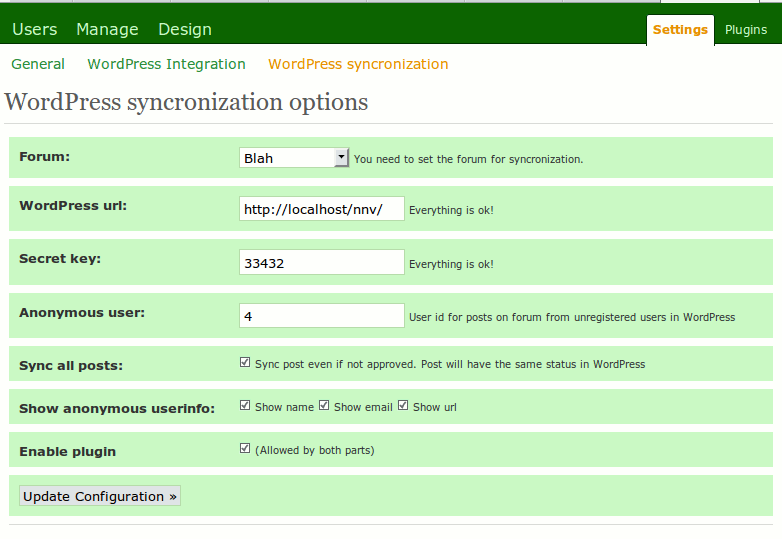 Users Manage Design Settings Plugins
General WordPress Integration WordPress syncronization
WordPress syncronization options
Forum: Blah You need to set the forum for syncronization.
WordPress url: http://localhost/nnv/ Everything is ok!
Secret key: 33432 Everything is ok!
Anonymous user: 4 User id for posts on forum from unregistered users in WordPress
Sync all posts: Sync post even if not approved. Post will have the same status in WordPress
Show anonymous userinfo: Show name Show email Show url
Enable plugin (Allowed by both parts)
Update Configuration »